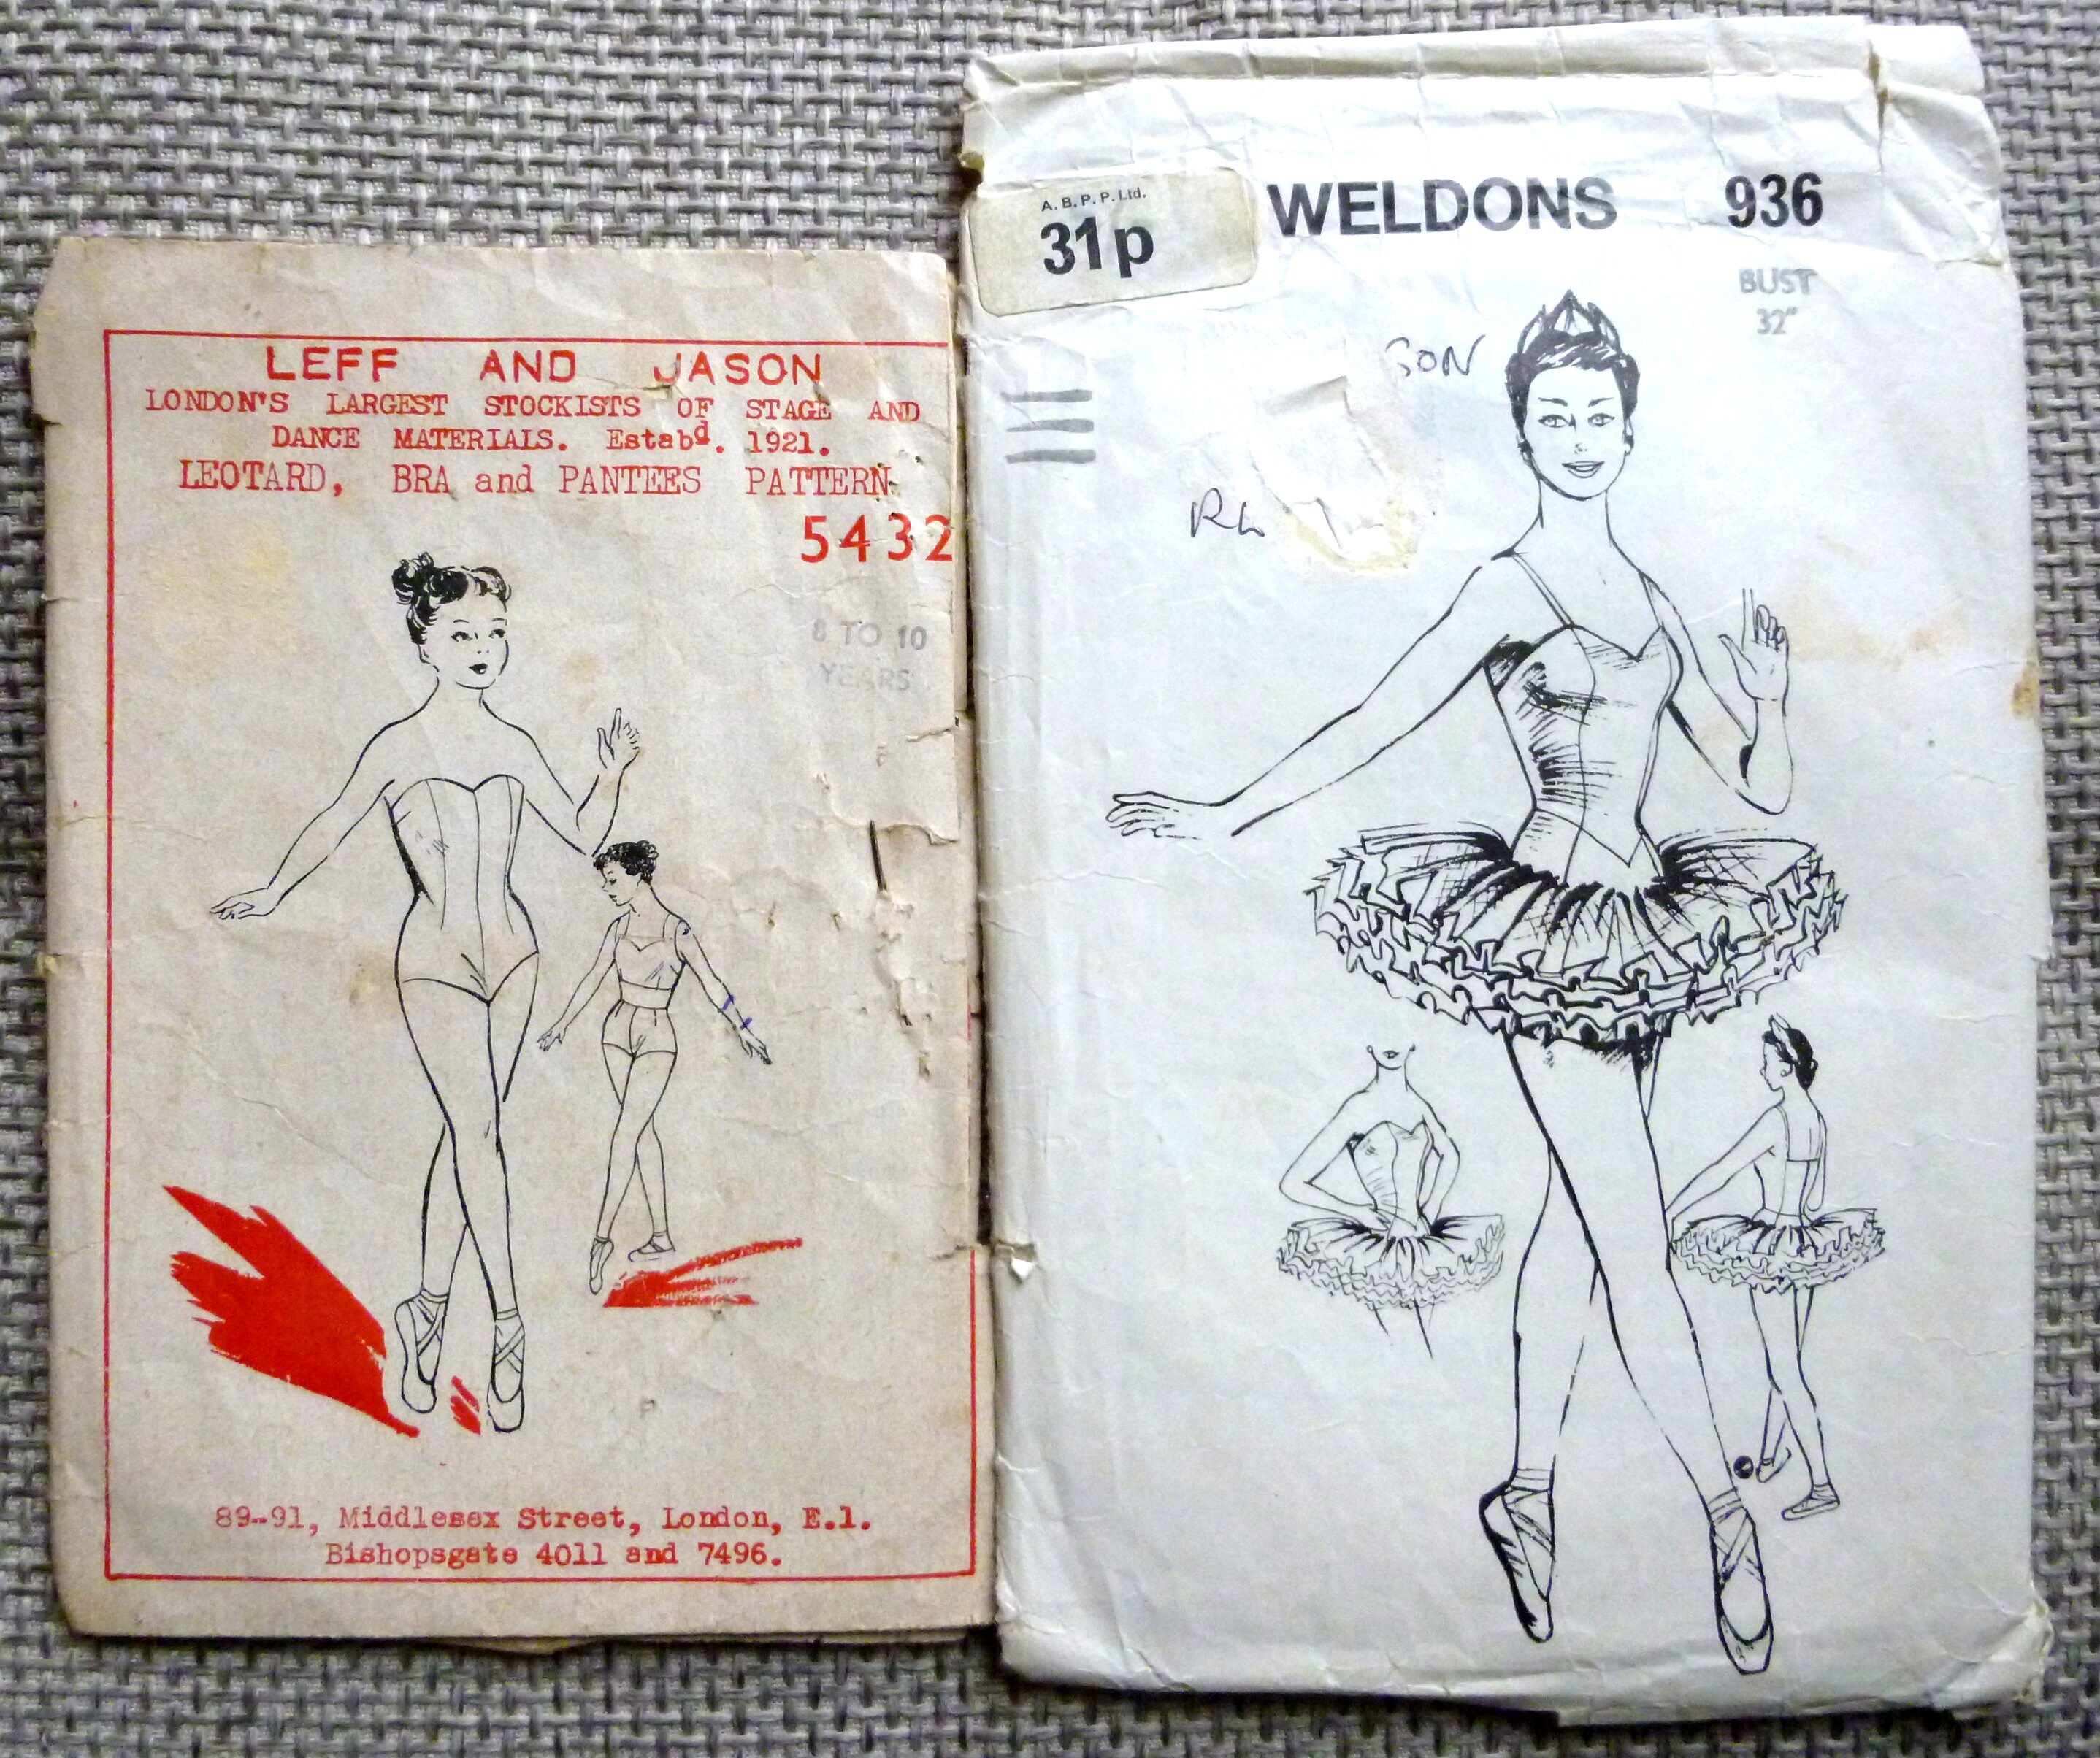 LEFF AND JASON
LONDON'S LARGEST STOCKISTS OF STAGE AND
DANCE MATERIALS. Estabd. 1921.
LEOTARD, BRA and PANTEES PATTERN
5432
8 TO 10
YEARS
89-91, Middlesex Street, London, E.1.
Bishopsgate 4011 and 7496.
A.B.P.P. Ltd.
31p
WELDONS 936
BUST
32"
SON